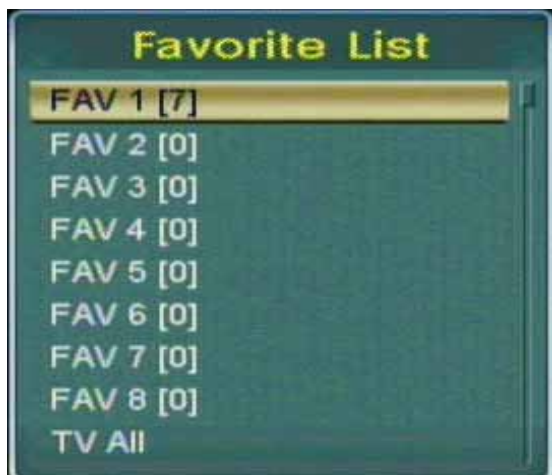 Favorite List
FAV 1 [7]
FAV 2 [0]
FAV 3 [0]
FAV 4 [0]
FAV 5 [0]
FAV 6 [0]
FAV 7 [0]
FAV 8 [0]
TV All